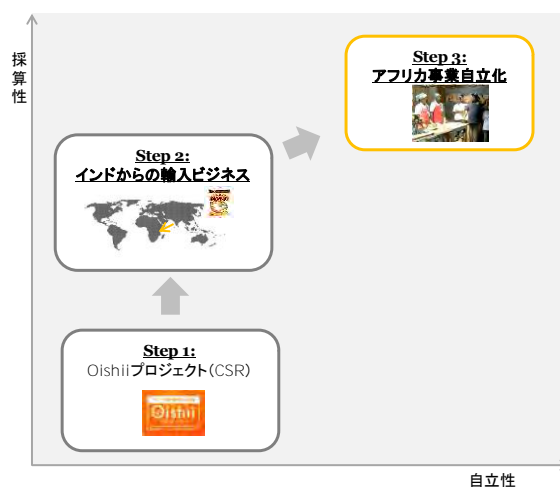 採算性
Step 3:
アフリカ事業自立化
Step 2:
インドからの輸入ビジネス
Step 1:
Oishiiプロジェクト(CSR)
Oishii
自立性